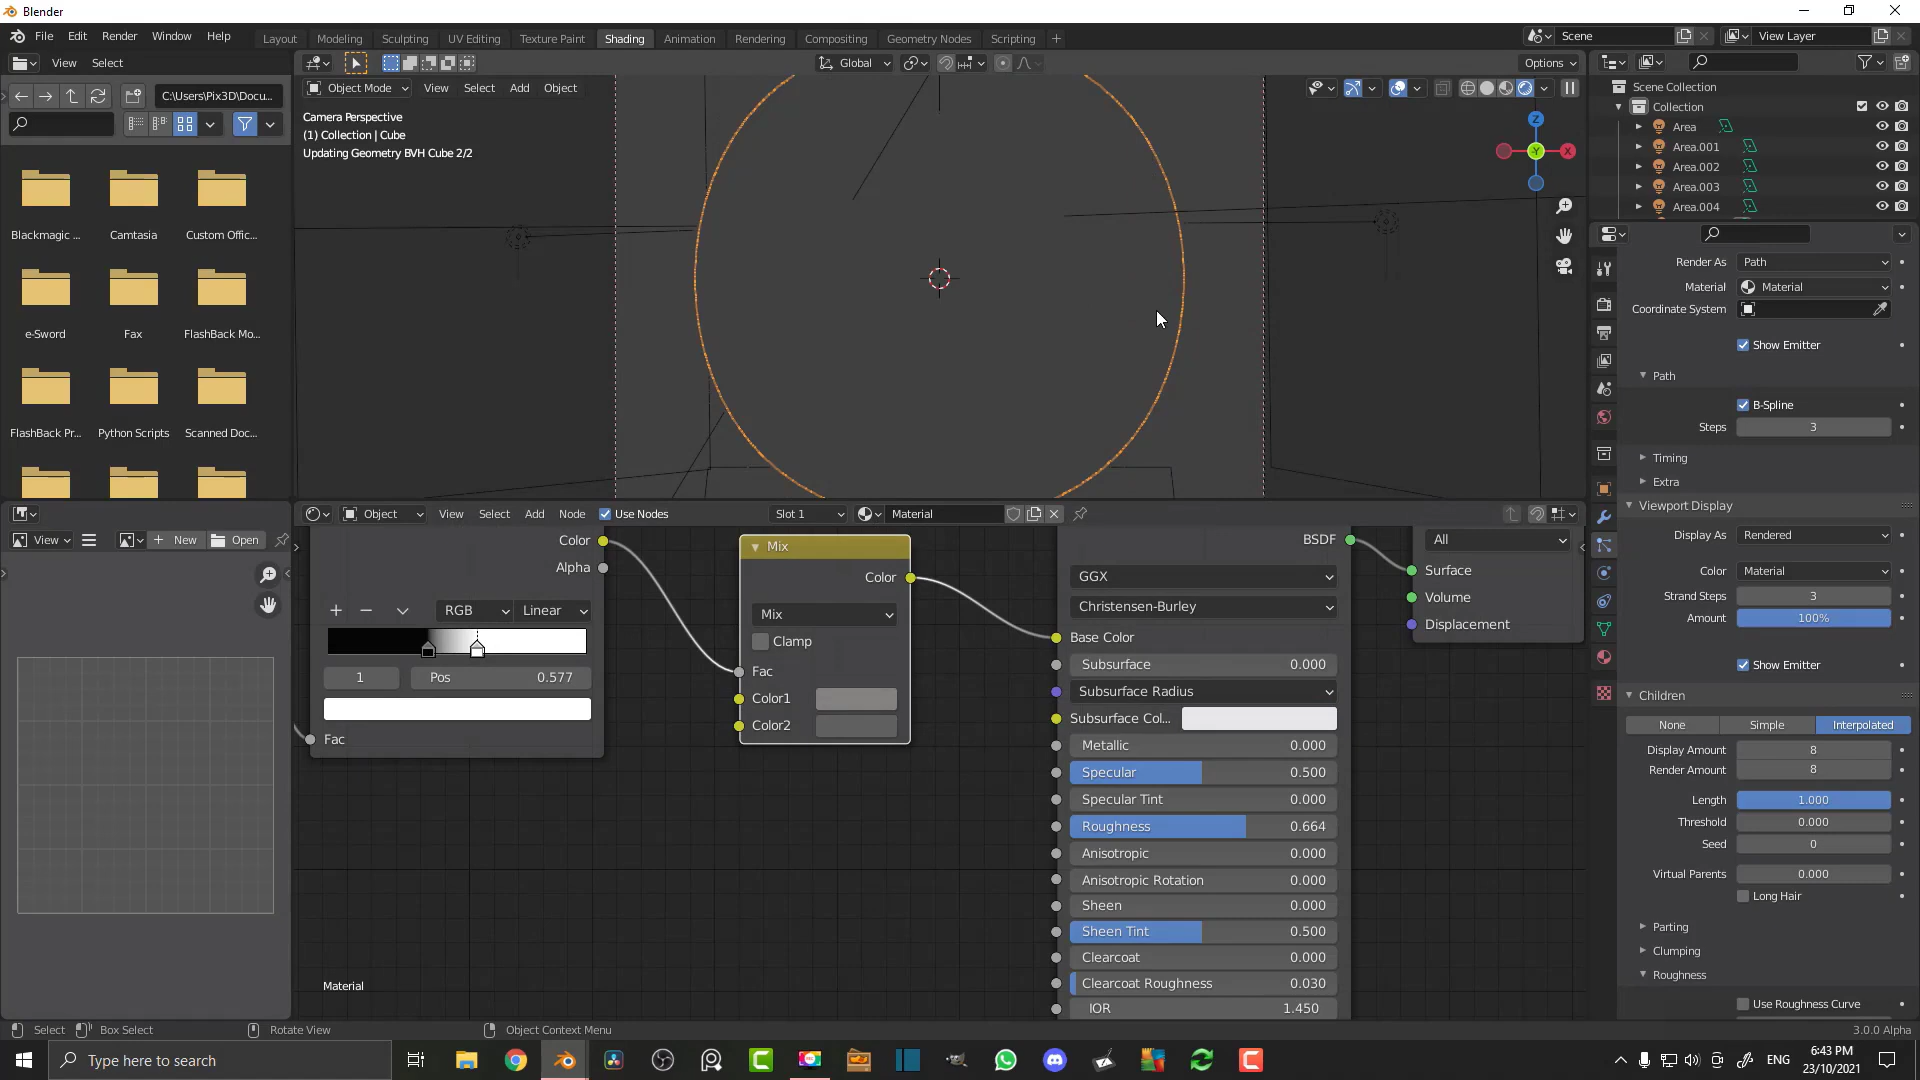 Blender
File Edit Render Window Help
Layout Modeling Sculpting UV Editing Texture Paint Shading Animation Rendering Compositing Geometry Nodes Scripting +
Scene View Layer
View Select
Global Options
C:\Users\Pix3D\Docu...
Object Mode View Select Add Object
Camera Perspective
(1) Collection | Cube
Updating Geometry BVH Cube 2/2
Z
Y
X
Blackmagic ... Camtasia Custom Offic...
e-Sword Fax FlashBack Mo...
FlashBack Pr... Python Scripts Scanned Doc...
Scene Collection
Collection
Area
Area.001
Area.002
Area.003
Area.004
Render As Path
Material Material
Coordinate System
Show Emitter
Path
B-Spline
Steps 3
Timing
Extra
Viewport Display
Display As Rendered
Color Material
Strand Steps 3
Amount 100%
Show Emitter
Children
None Simple Interpolated
Display Amount 8
Render Amount 8
Length 1.000
Threshold 0.000
Seed 0
Virtual Parents 0.000
Long Hair
Parting
Clumping
Roughness
Use Roughness Curve
View + New Open
Object View Select Add Node Use Nodes Slot 1 Material
Color
Alpha
+ − RGB Linear
1 Pos 0.577
Fac
Mix
Color
Mix
Clamp
Fac
Color1
Color2
BSDF
GGX
Christensen-Burley
Base Color
Subsurface 0.000
Subsurface Radius
Subsurface Col...
Metallic 0.000
Specular 0.500
Specular Tint 0.000
Roughness 0.664
Anisotropic 0.000
Anisotropic Rotation 0.000
Sheen 0.000
Sheen Tint 0.500
Clearcoat 0.000
Clearcoat Roughness 0.030
IOR 1.450
All
Surface
Volume
Displacement
Material
Select Box Select Rotate View Object Context Menu 3.0.0 Alpha
Type here to search
ENG
6:43 PM
23/10/2021